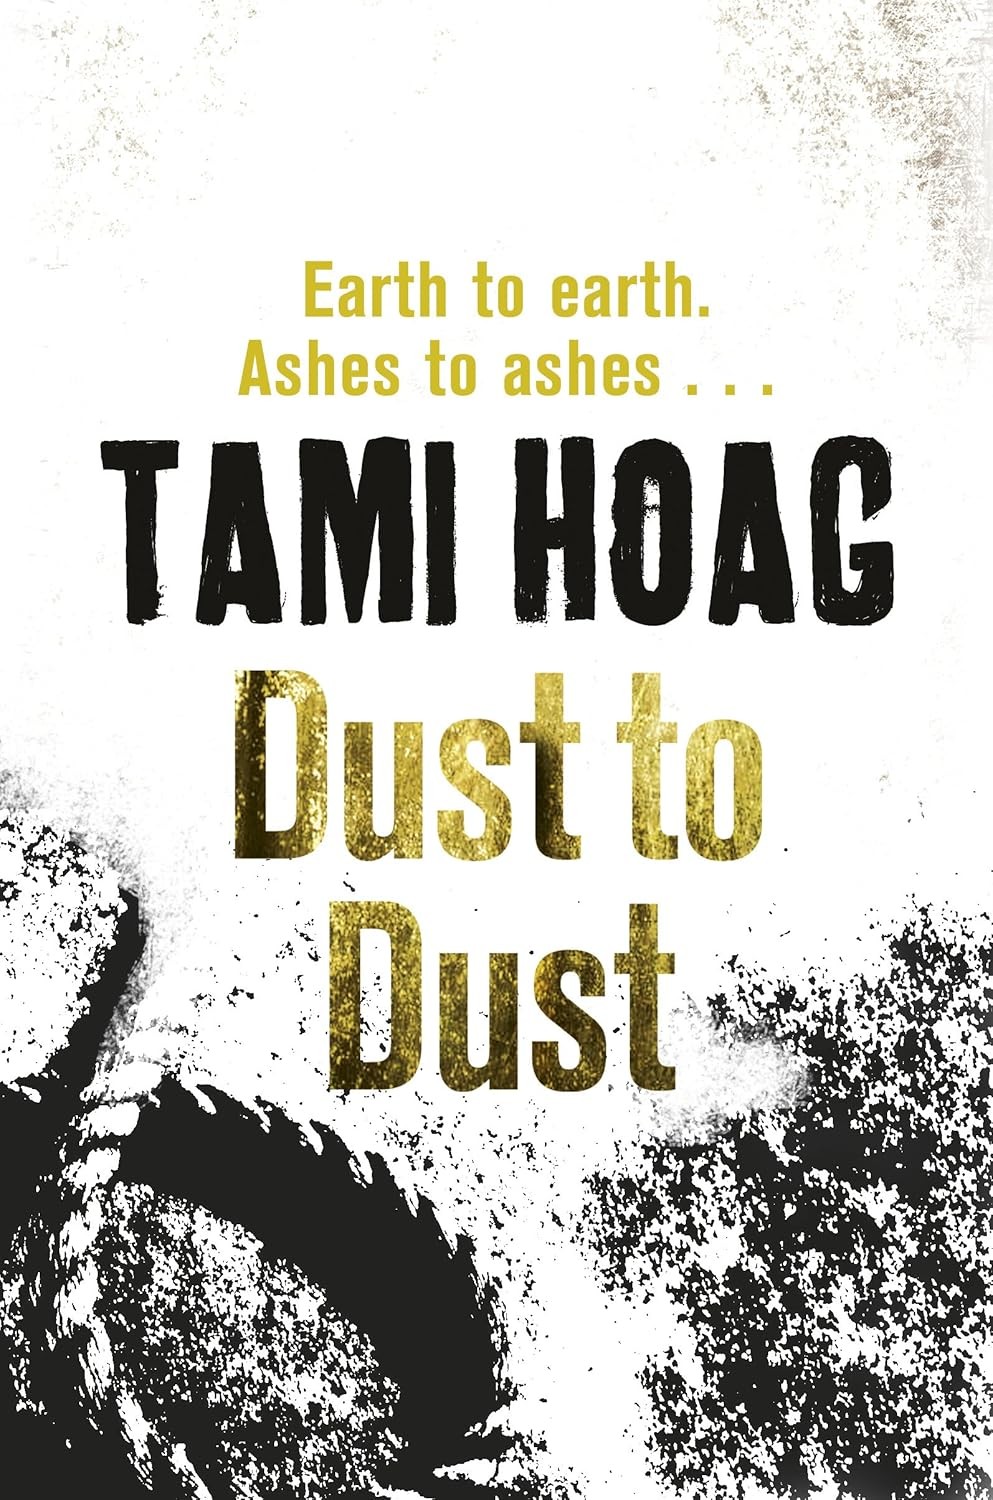 Earth to earth.
Ashes to ashes . . .
TAMI HOAG
Dust to
Dust